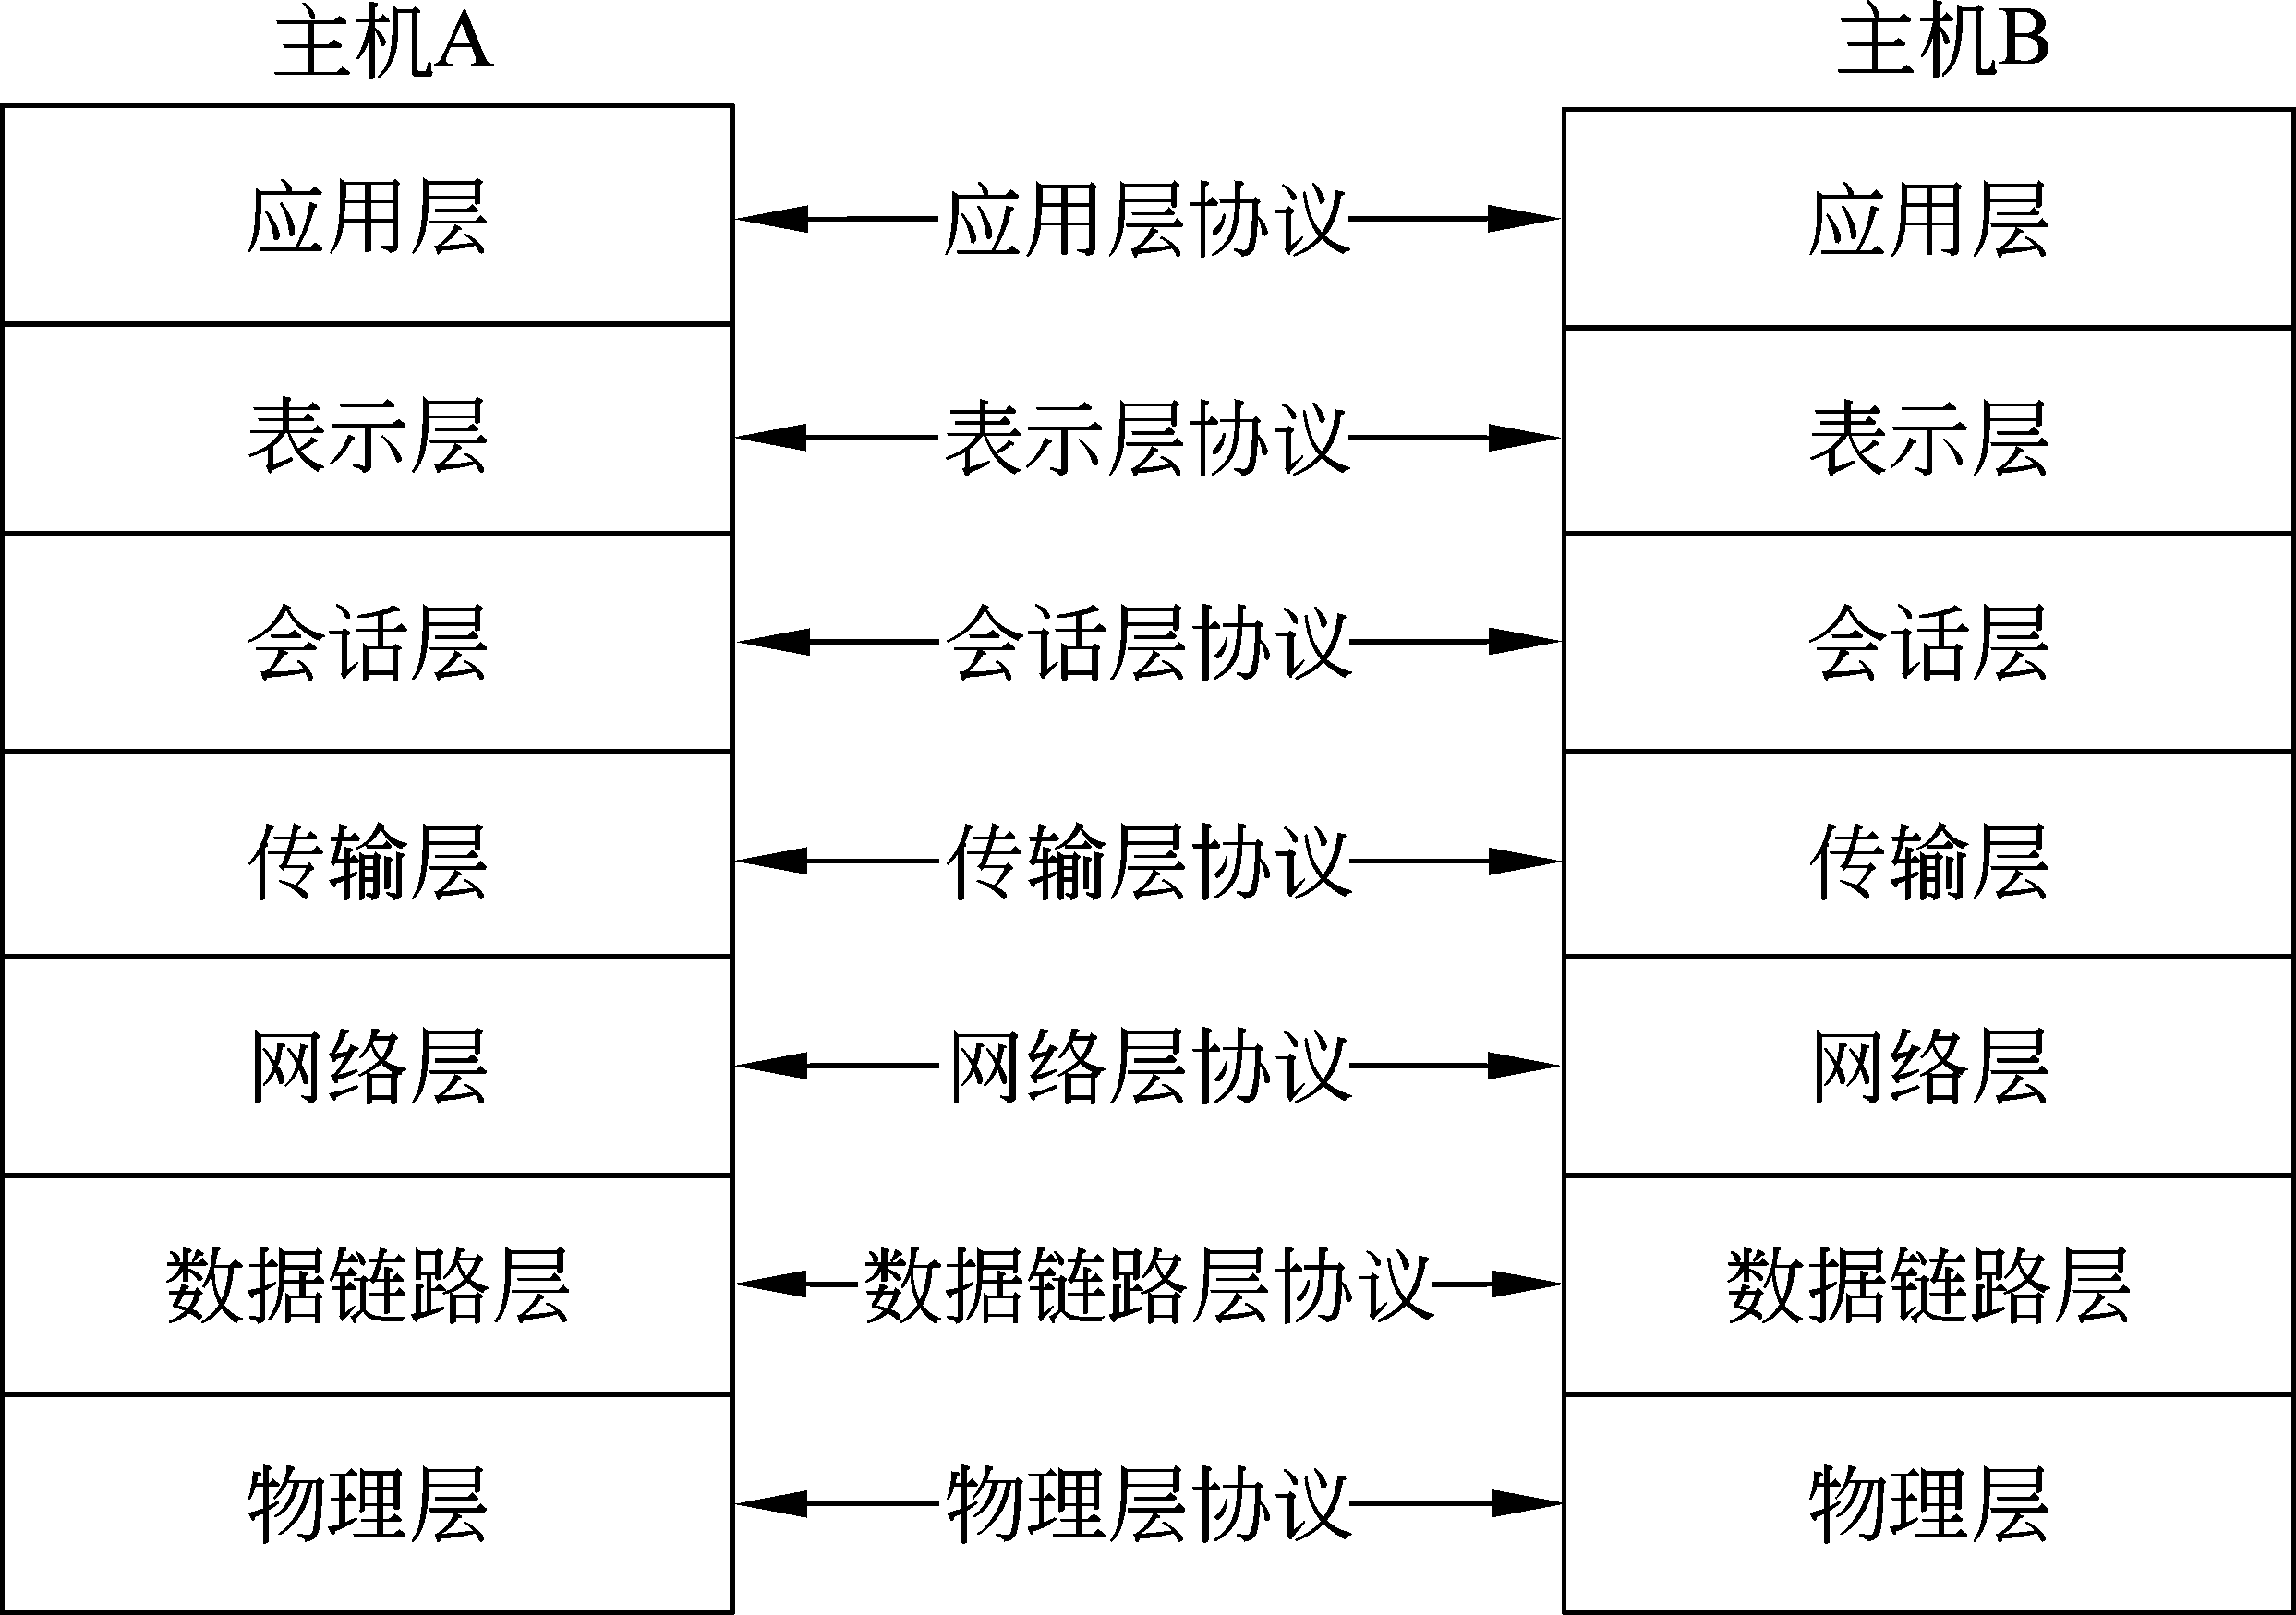 主机A 主机B
应用层 应用层协议 应用层
表示层 表示层协议 表示层
会话层 会话层协议 会话层
传输层 传输层协议 传输层
网络层 网络层协议 网络层
数据链路层 数据链路层协议 数据链路层
物理层 物理层协议 物理层